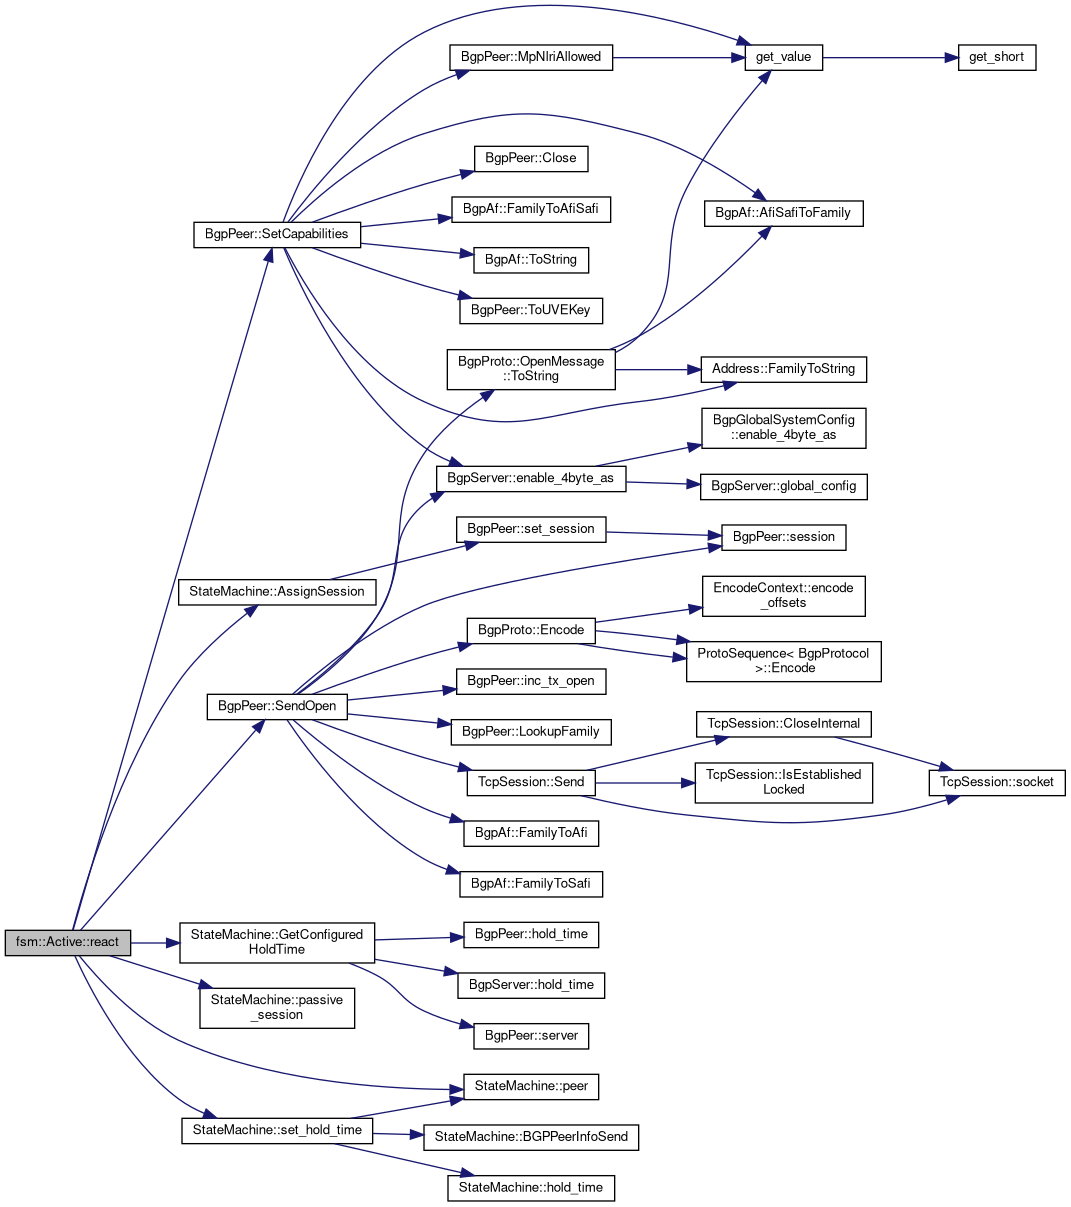 get_value
get_short
BgpPeer::MpNlriAllowed
BgpPeer::Close
BgpAf::FamilyToAfiSafi
BgpAf::AfiSafiToFamily
BgpPeer::SetCapabilities
BgpAf::ToString
BgpPeer::ToUVEKey
BgpProto::OpenMessage
::ToString
Address::FamilyToString
BgpGlobalSystemConfig
::enable_4byte_as
BgpServer::enable_4byte_as
BgpServer::global_config
BgpPeer::set_session
BgpPeer::session
StateMachine::AssignSession
EncodeContext::encode
_offsets
BgpProto::Encode
ProtoSequence< BgpProtocol
>::Encode
BgpPeer::inc_tx_open
BgpPeer::SendOpen
BgpPeer::LookupFamily
TcpSession::CloseInternal
TcpSession::Send
TcpSession::IsEstablished
Locked
TcpSession::socket
BgpAf::FamilyToAfi
BgpAf::FamilyToSafi
fsm::Active::react
StateMachine::GetConfigured
HoldTime
BgpPeer::hold_time
BgpServer::hold_time
StateMachine::passive
_session
BgpPeer::server
StateMachine::peer
StateMachine::set_hold_time
StateMachine::BGPPeerInfoSend
StateMachine::hold_time